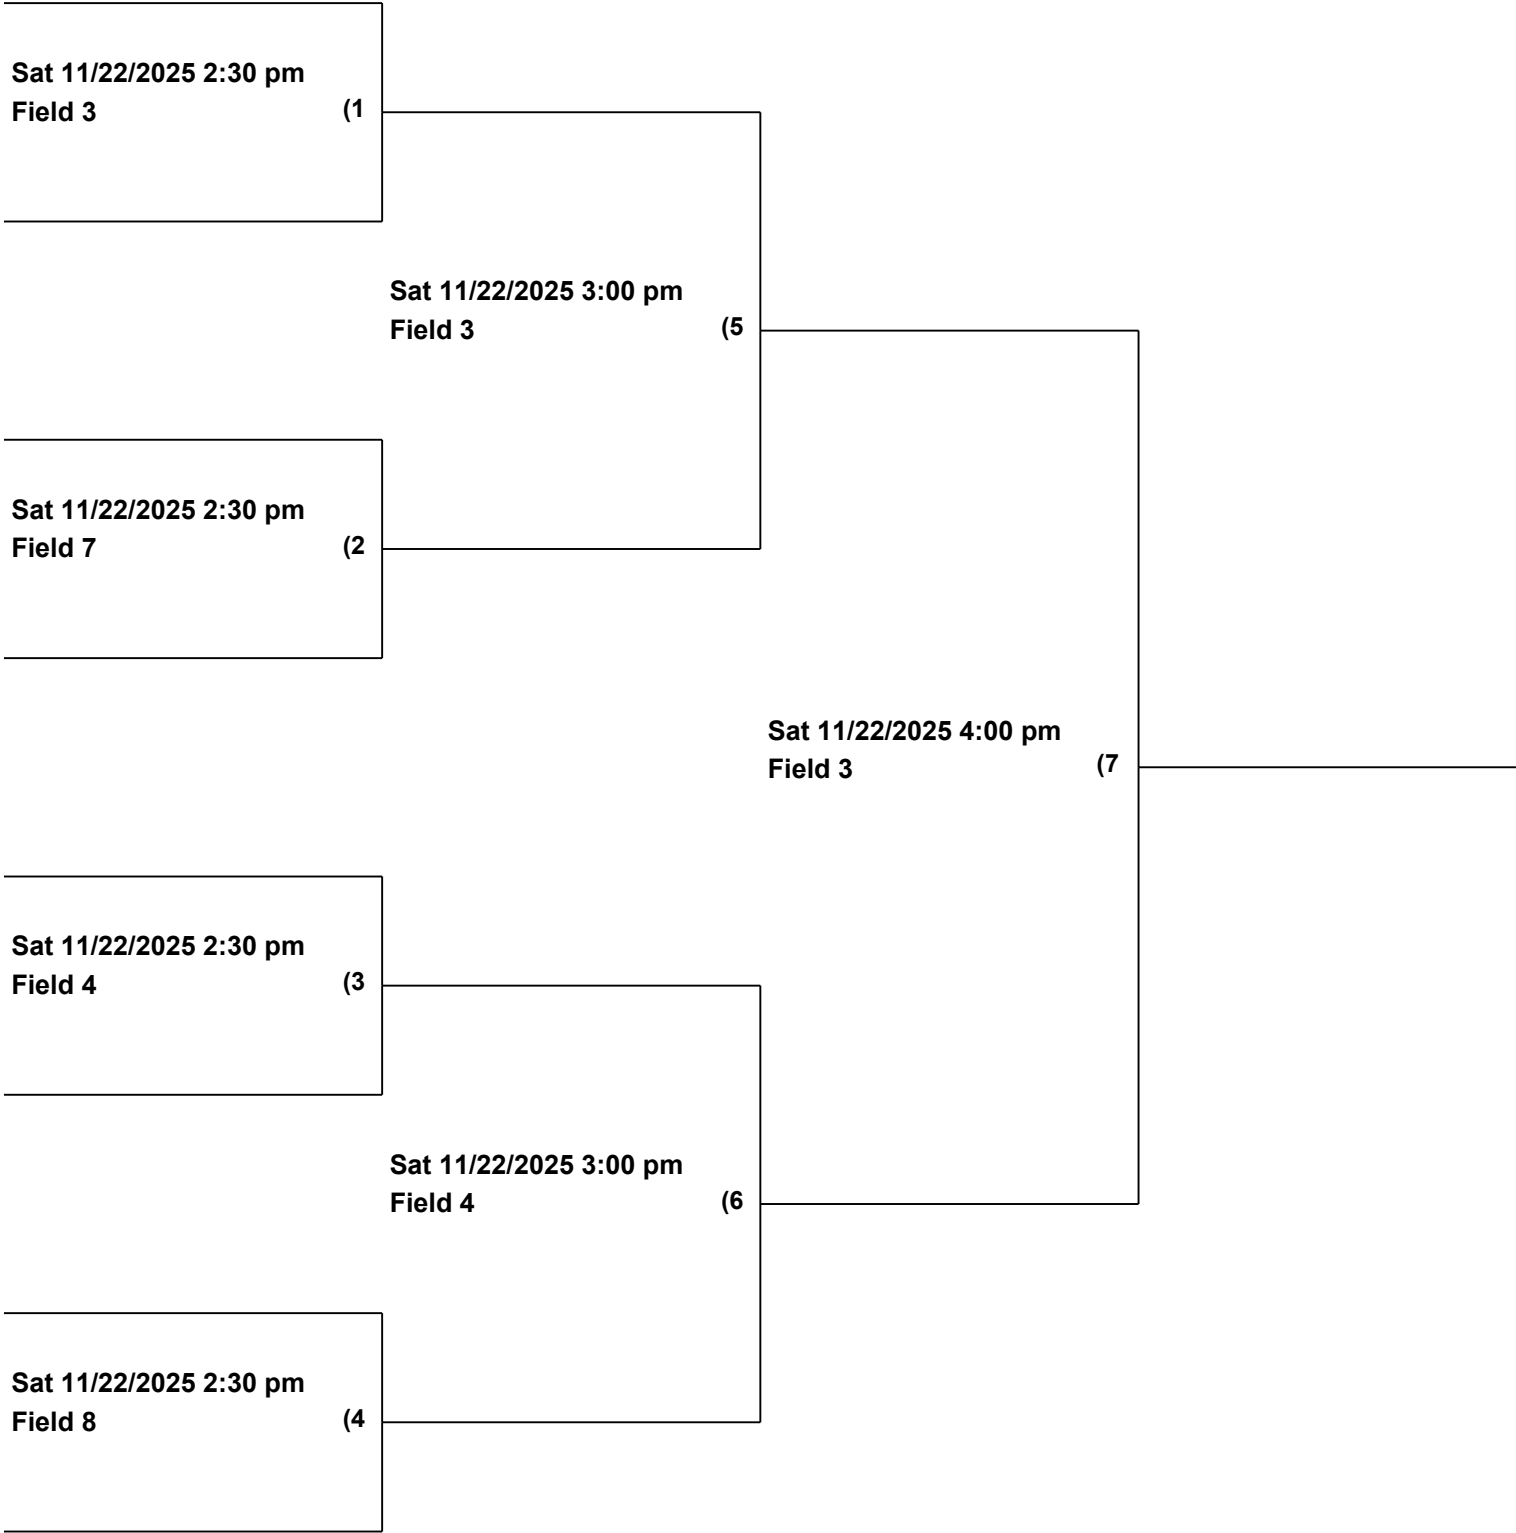 Sat 11/22/2025 2:30 pm
Field 3 (1
Sat 11/22/2025 3:00 pm
Field 3 (5
Sat 11/22/2025 2:30 pm
Field 7 (2
Sat 11/22/2025 4:00 pm
Field 3 (7
Sat 11/22/2025 2:30 pm
Field 4 (3
Sat 11/22/2025 3:00 pm
Field 4 (6
Sat 11/22/2025 2:30 pm
Field 8 (4